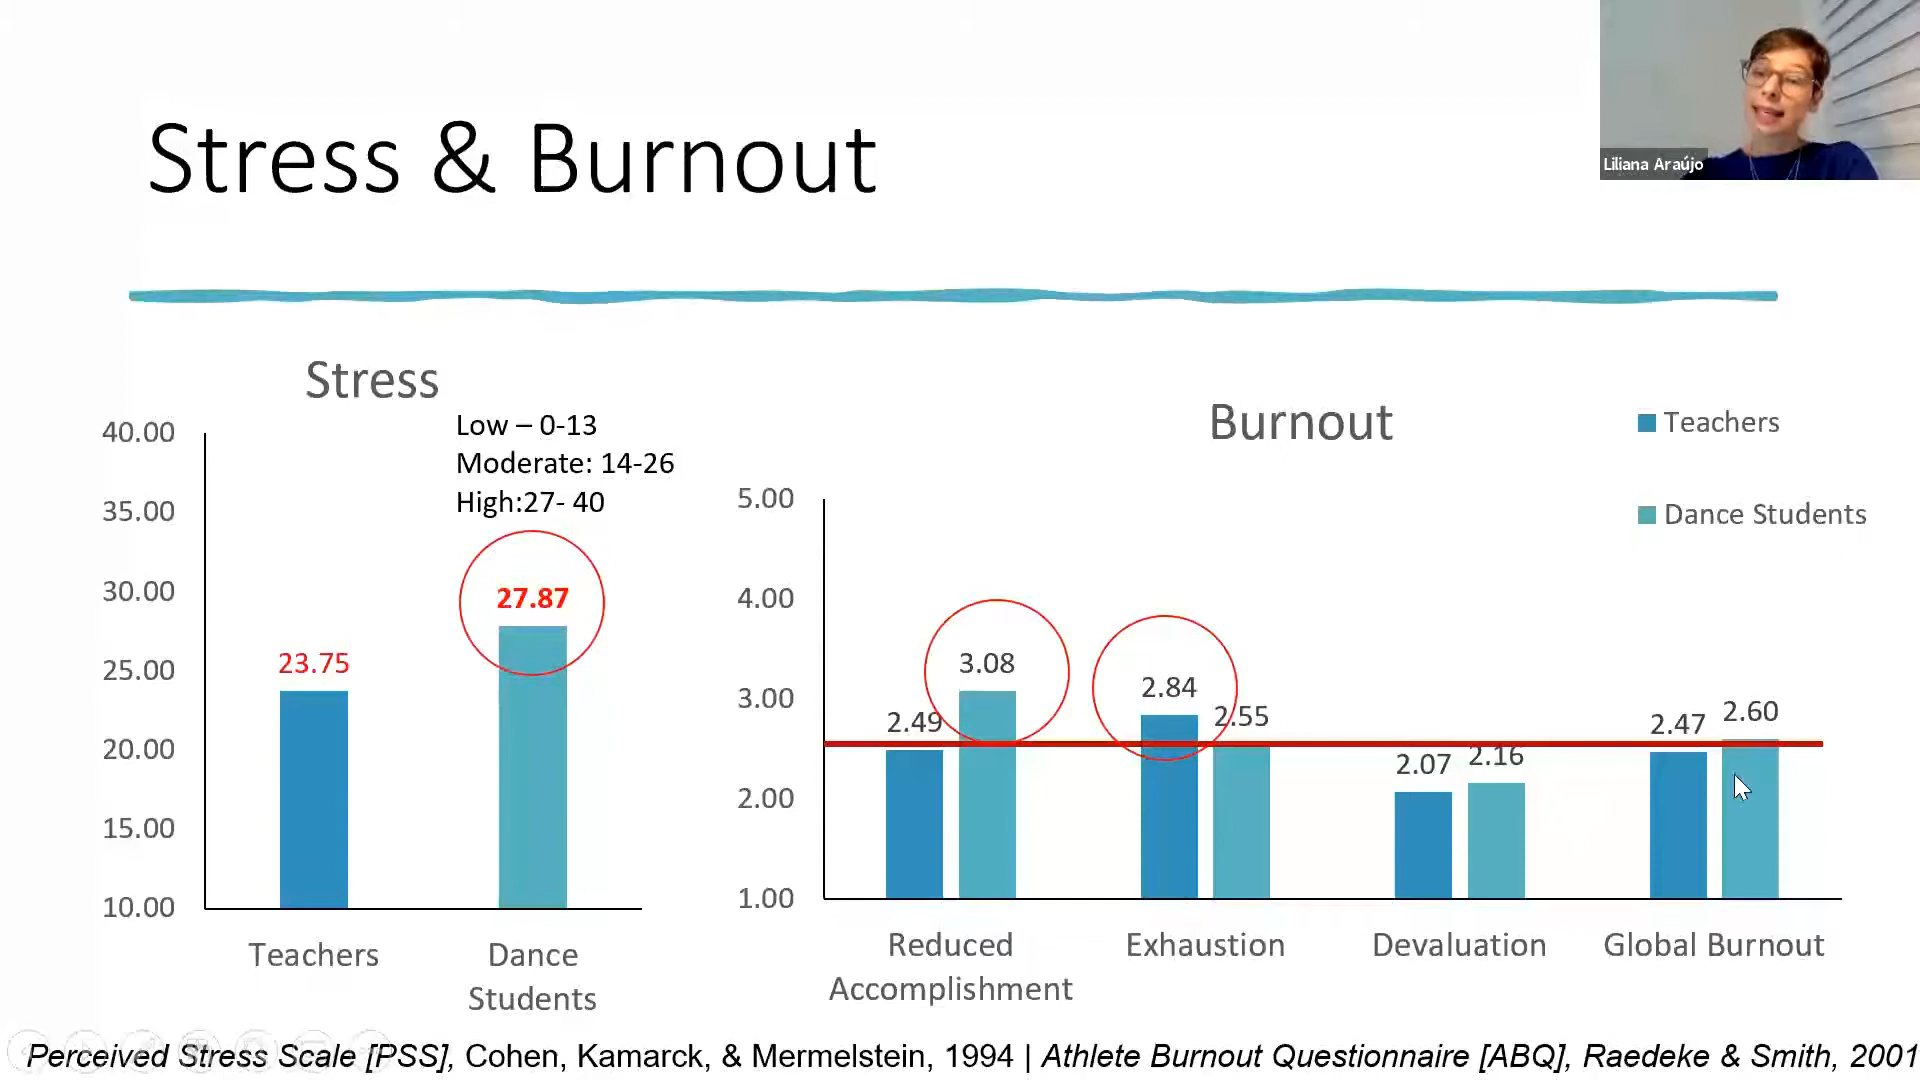 Liliana Araújo
Stress & Burnout
Stress
Low – 0-13
Moderate: 14-26
High:27- 40
40.00
35.00
30.00
25.00
20.00
15.00
10.00
23.75
27.87
Teachers
Dance
Students
Burnout
Teachers
Dance Students
5.00
4.00
3.00
2.00
1.00
2.49
3.08
2.84
2.55
2.07
2.16
2.47
2.60
Reduced
Accomplishment
Exhaustion
Devaluation
Global Burnout
Perceived Stress Scale [PSS], Cohen, Kamarck, & Mermelstein, 1994 | Athlete Burnout Questionnaire [ABQ], Raedeke & Smith, 2001